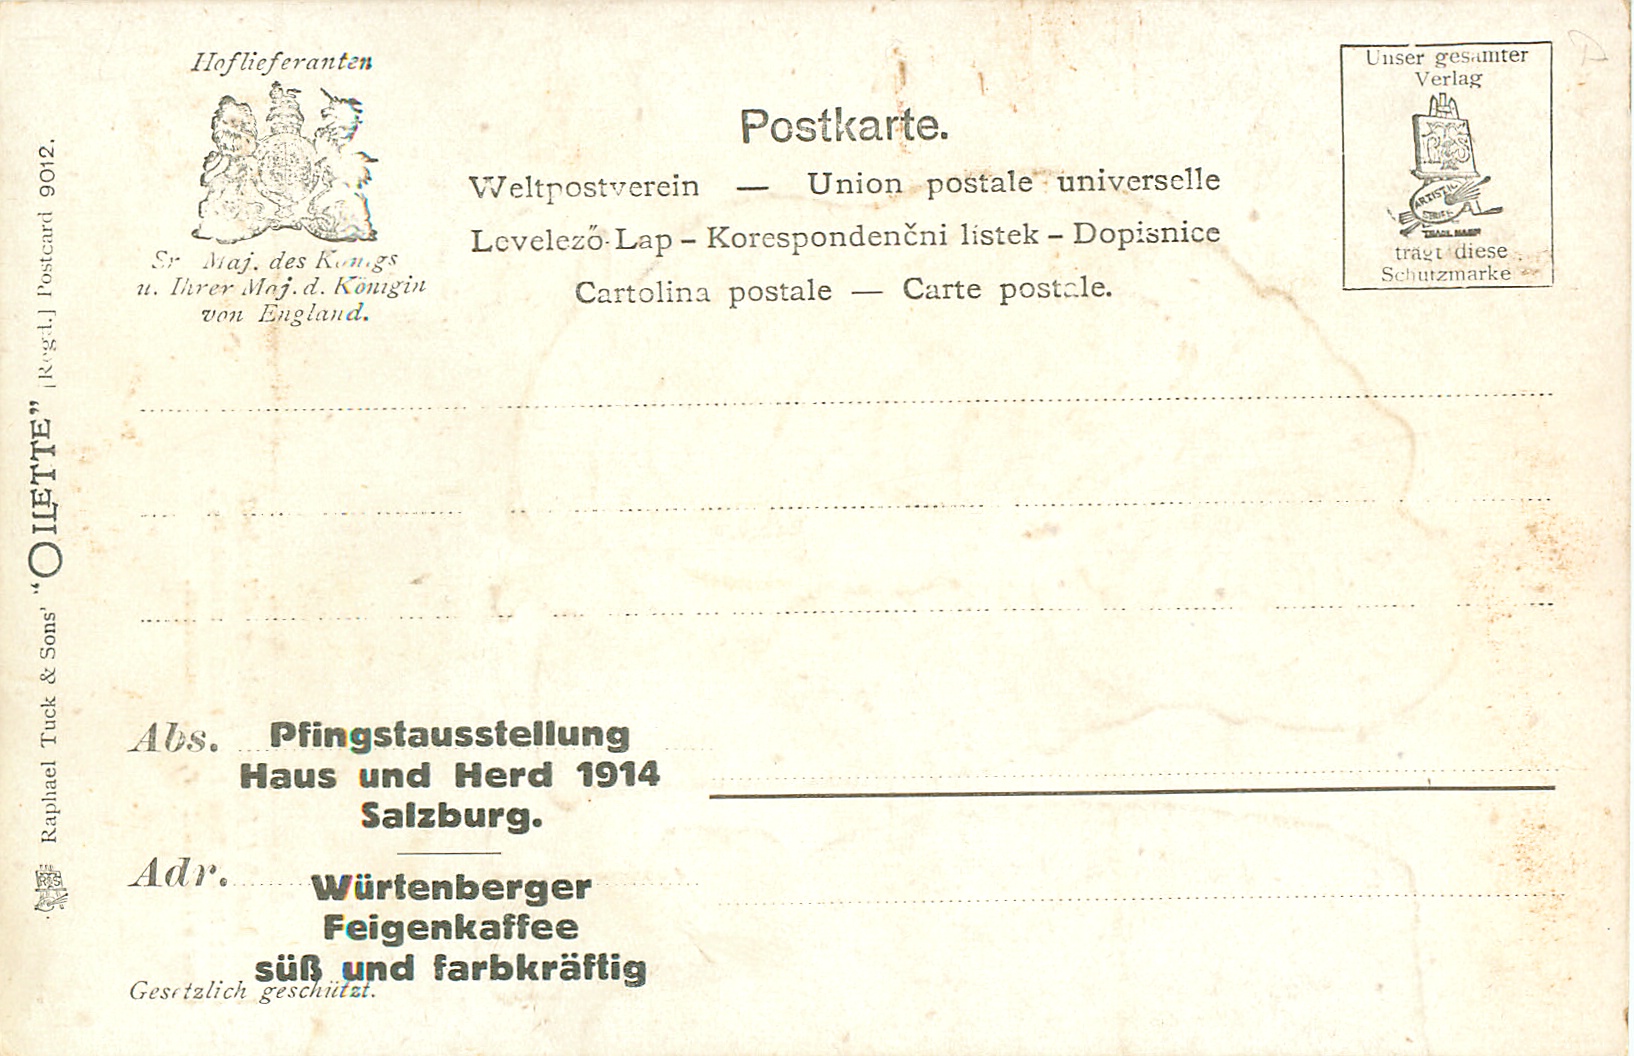 Hoflieferanten
Sr Maj. des Königs
u. Ihrer Maj. d. Königin
von England.
Postkarte.
Weltpostverein — Union postale universelle
Levelező-Lap – Korespondenčni listek – Dopisnice
Cartolina postale — Carte postale.
Unser gesamter
Verlag
ARTISTIC
trägt diese
Schutzmarke
Raphael Tuck & Sons' "OILETTE" [Regd.] Postcard 9012.
Abs. Pfingstausstellung
Haus und Herd 1914
Salzburg.
Adr. Würtenberger
Feigenkaffee
süß und farbkräftig
Gesetzlich geschützt.